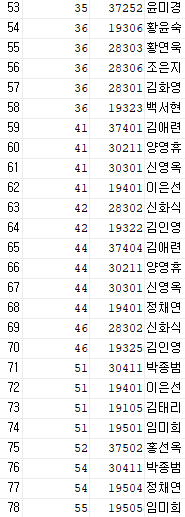 53 35 37252 윤미경
54 36 19306 황윤숙
55 36 28303 황연욱
56 36 28306 조은지
57 36 28301 김화영
58 36 19323 백서현
59 41 37401 김애련
60 41 30211 양영휴
61 41 30301 신영옥
62 41 19401 이은선
63 42 28302 신화식
64 42 19322 김인영
65 44 37404 김애련
66 44 30211 양영휴
67 44 30301 신영옥
68 44 19401 정채연
69 46 28302 신화식
70 46 19325 김인영
71 51 30411 박종범
72 51 19401 이은선
73 51 19105 김태리
74 51 19501 임미희
75 52 37502 홍선옥
76 54 30411 박종범
77 54 19504 정채연
78 55 19505 임미희